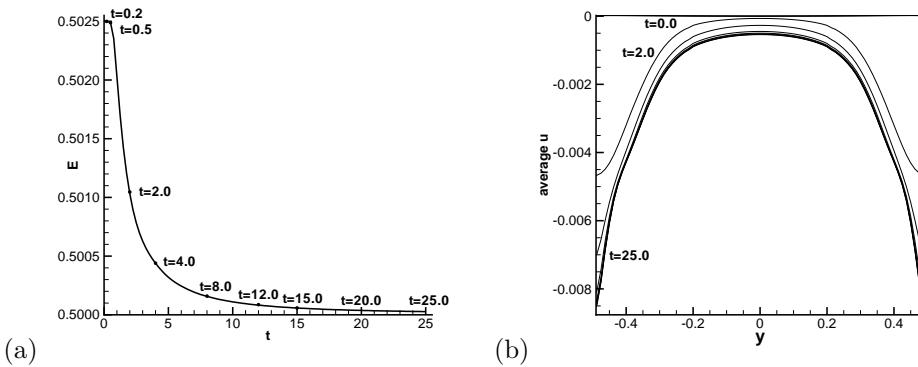 0.5025
0.5020
0.5015
0.5010
0.5005
0.5000
E
t=0.2
t=0.5
t=2.0
t=4.0
t=8.0
t=12.0
t=15.0
t=20.0
t=25.0
0 5 10 15 20 25
t
(a)
0
-0.002
-0.004
-0.006
-0.008
average u
t=0.0
t=2.0
t=25.0
-0.4 -0.2 0 0.2 0.4
y
(b)